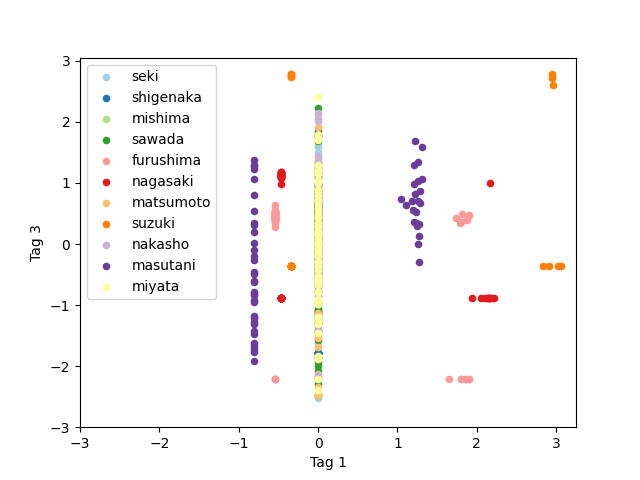 3
2
1
0
−1
−2
−3
Tag 3
seki
shigenaka
mishima
sawada
furushima
nagasaki
matsumoto
suzuki
nakasho
masutani
miyata
−3 −2 −1 0 1 2 3
Tag 1